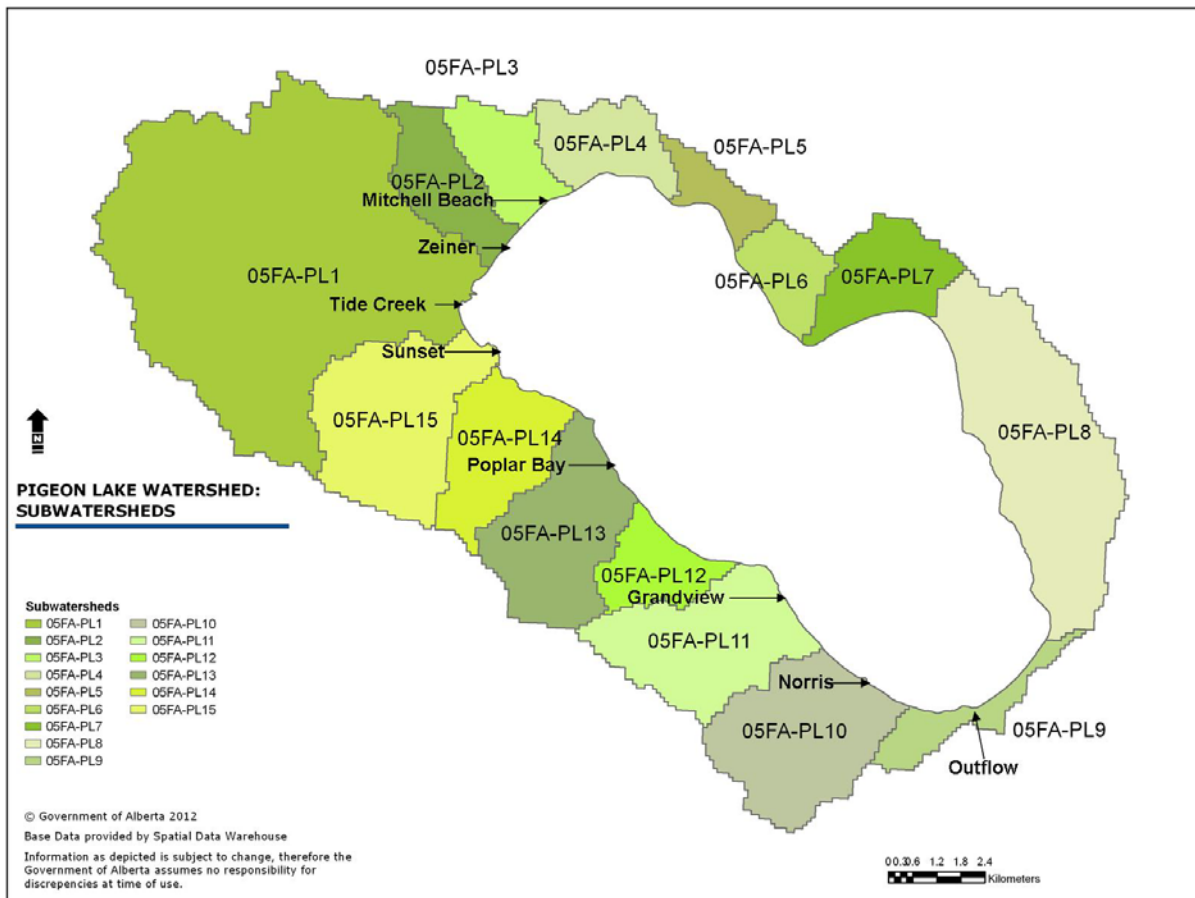 05FA-PL3
05FA-PL4
05FA-PL5
05FA-PL2
Mitchell Beach
Zeiner
05FA-PL1
05FA-PL6
05FA-PL7
Tide Creek
Sunset
05FA-PL15
05FA-PL14
05FA-PL8
Poplar Bay
N
PIGEON LAKE WATERSHED:
SUBWATERSHEDS
05FA-PL13
05FA-PL12
Grandview
05FA-PL11
Norris
05FA-PL10
05FA-PL9
Outflow
Subwatersheds
05FA-PL1
05FA-PL2
05FA-PL3
05FA-PL4
05FA-PL5
05FA-PL6
05FA-PL7
05FA-PL8
05FA-PL9
05FA-PL10
05FA-PL11
05FA-PL12
05FA-PL13
05FA-PL14
05FA-PL15
© Government of Alberta 2012
Base Data provided by Spatial Data Warehouse
Information as depicted is subject to change, therefore the
Government of Alberta assumes no responsibility for
discrepancies at time of use.
0 0.3 0.6 1.2 1.8 2.4
Kilometers